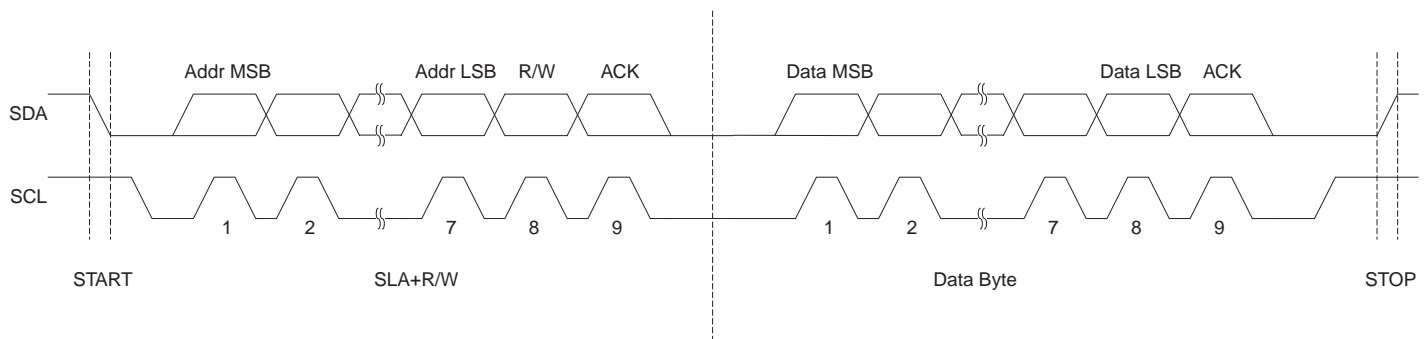 Addr MSB Addr LSB R/W ACK Data MSB Data LSB ACK
SDA
SCL
1 2 7 8 9 1 2 7 8 9
START SLA+R/W Data Byte STOP